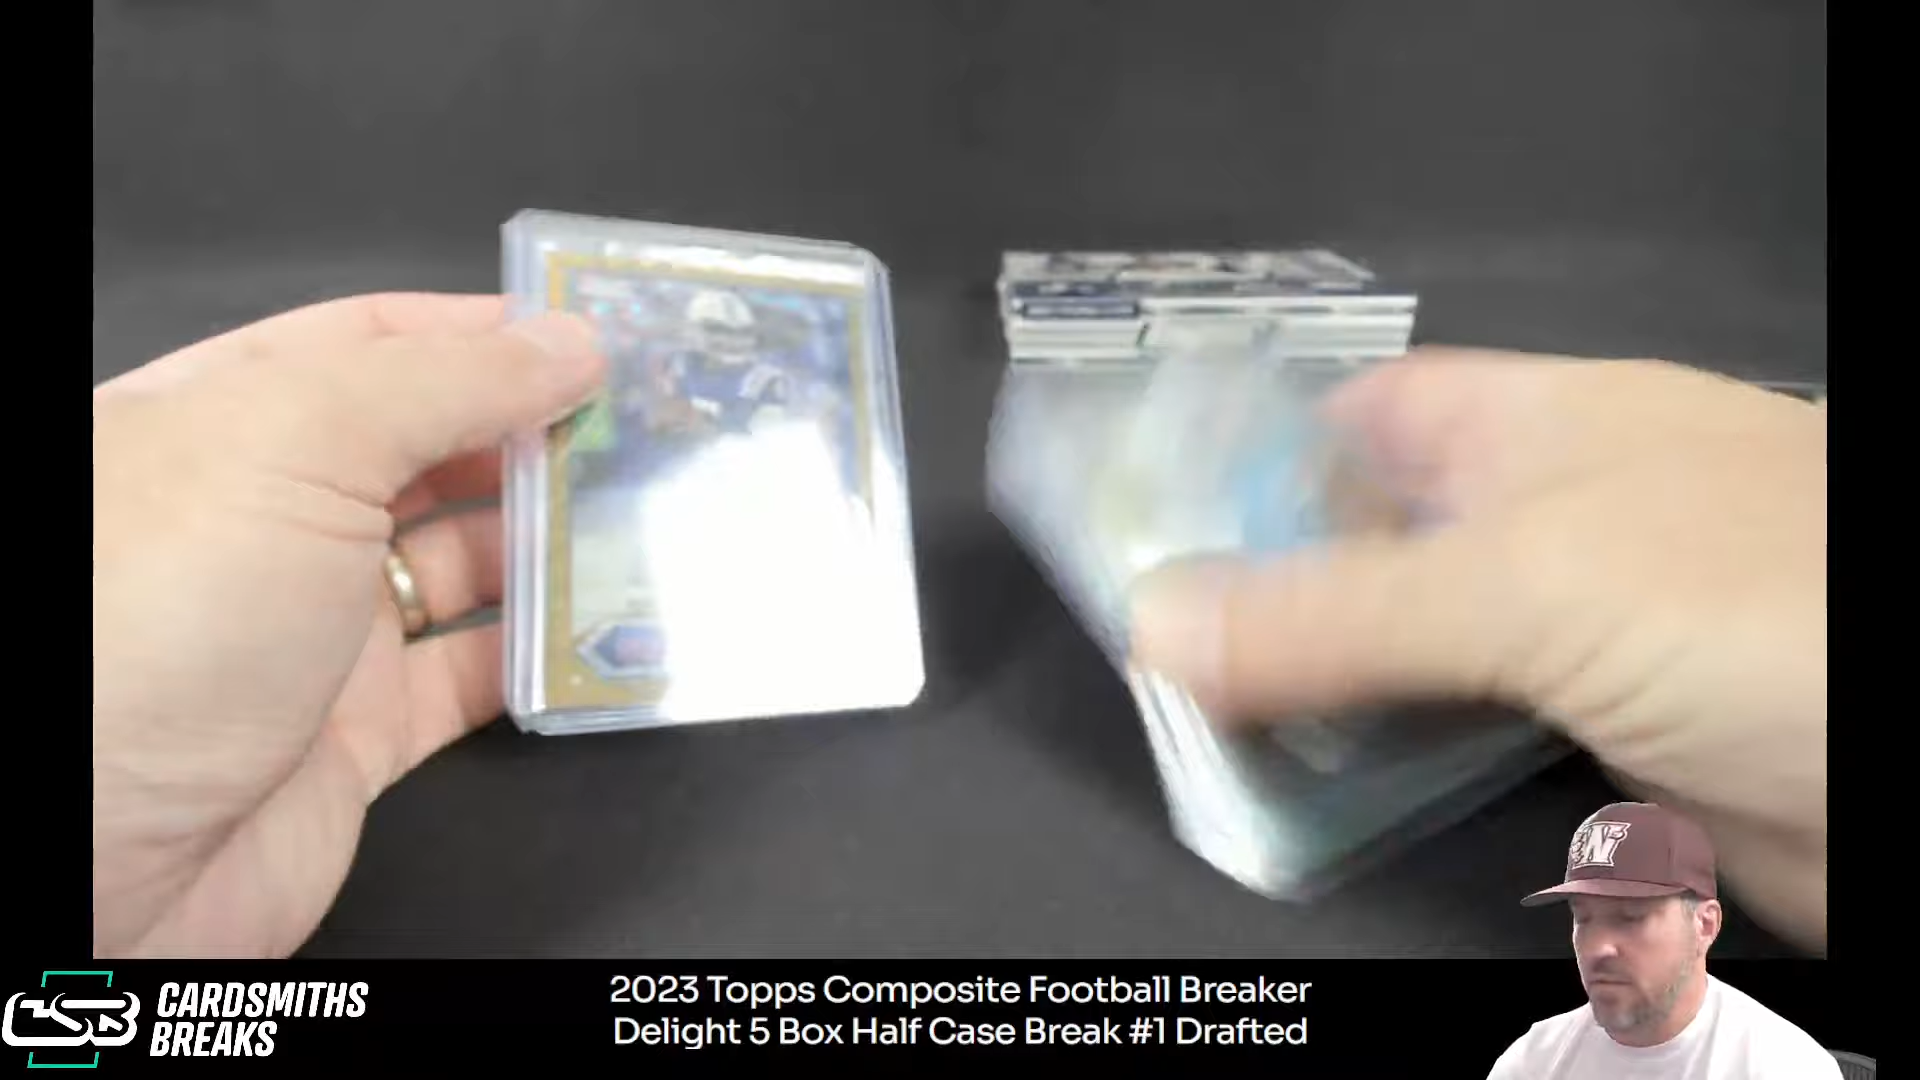 CARDSMITHS
BREAKS
2023 Topps Composite Football Breaker
Delight 5 Box Half Case Break #1 Drafted